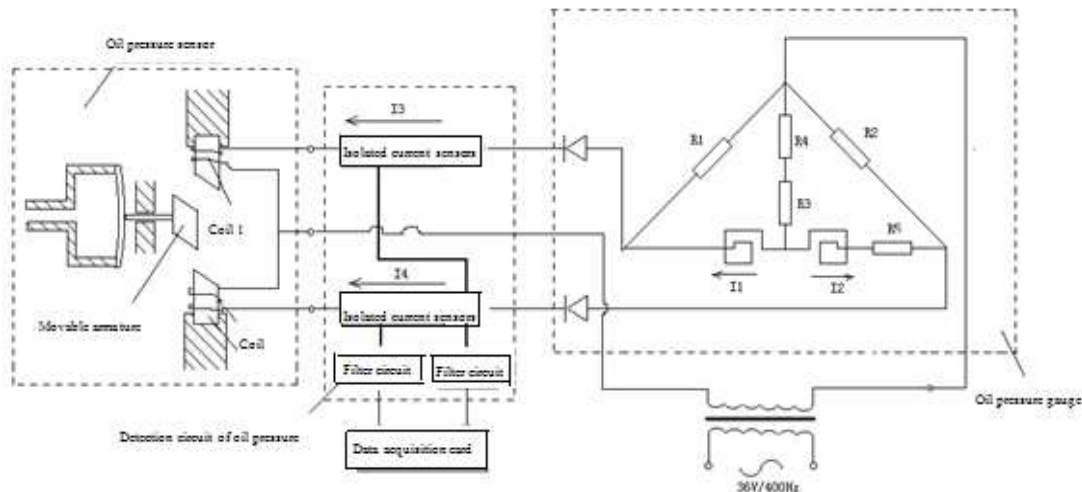 Oil pressure sensor
I3
Isolated current sensors
R1
R4
R2
R3
R5
Coil 1
I4
I1
I2
Isolated current sensors
Movable armature
Coil
Filter circuit
Filter circuit
Oil pressure gauge
Detection circuit of oil pressure
Data acquisition card
36V/400Hz